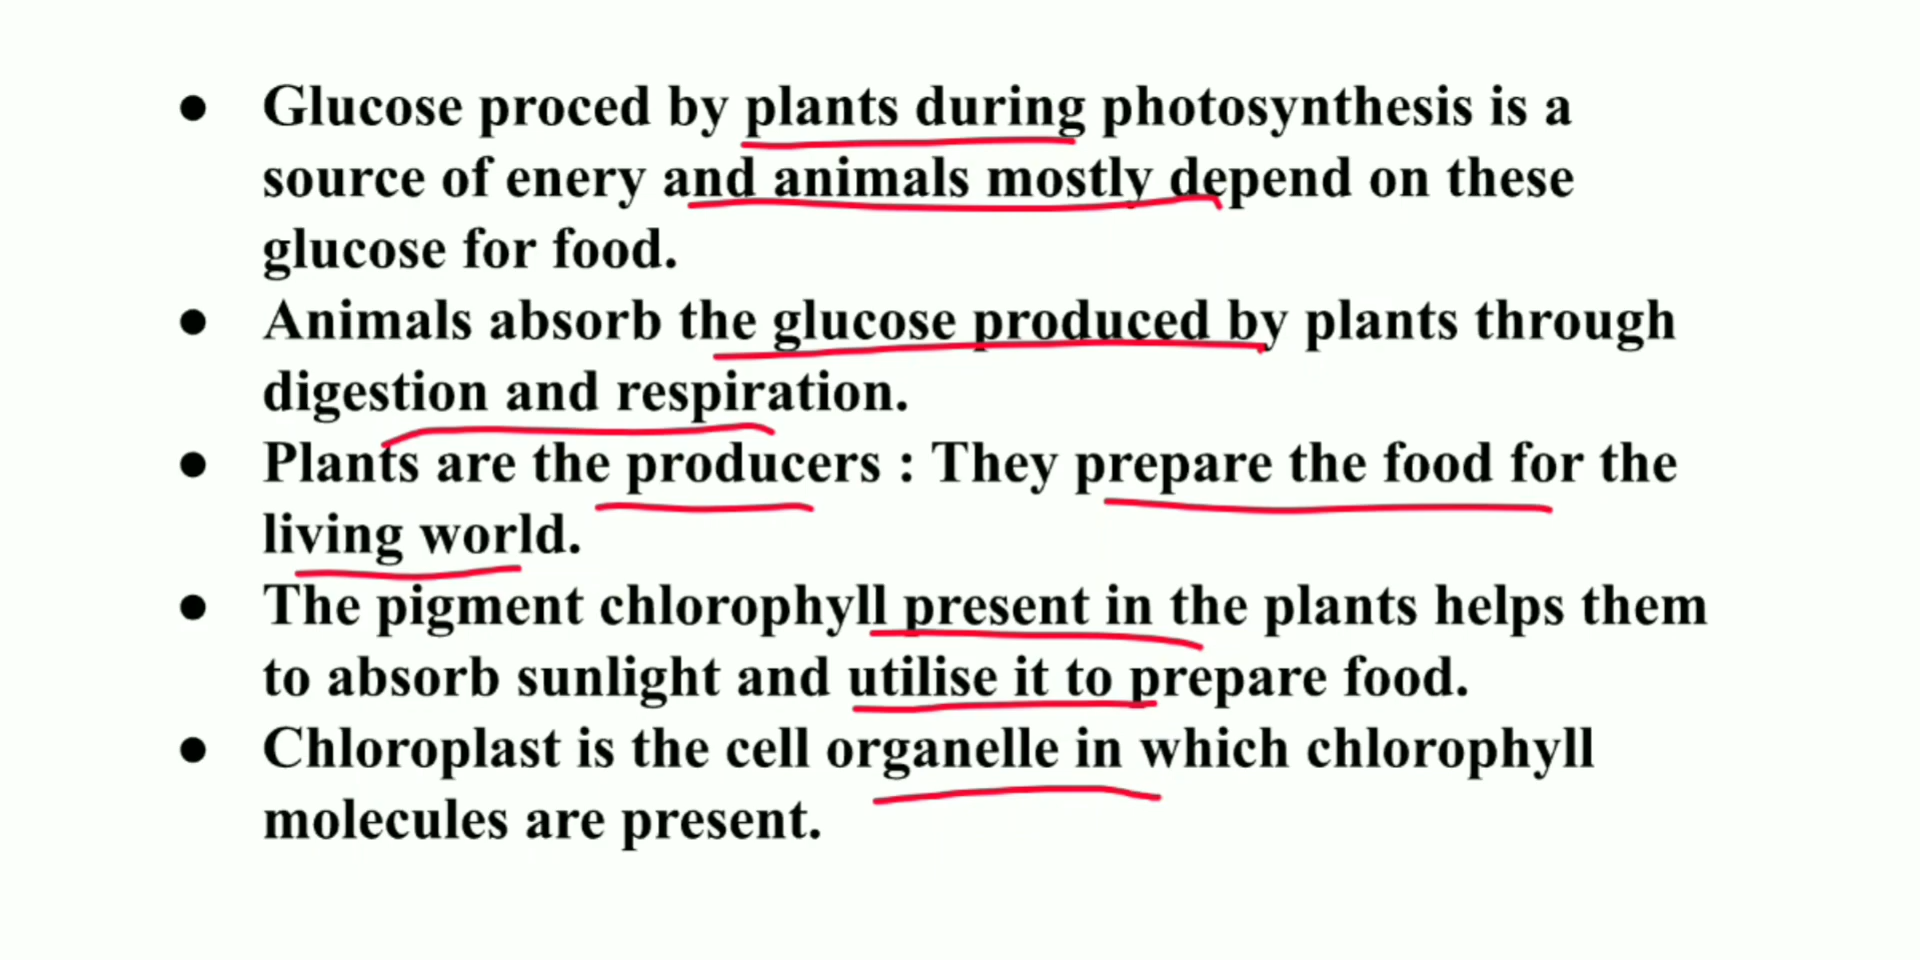 ● Glucose proced by plants during photosynthesis is a
source of enery and animals mostly depend on these
glucose for food.
● Animals absorb the glucose produced by plants through
digestion and respiration.
● Plants are the producers : They prepare the food for the
living world.
● The pigment chlorophyll present in the plants helps them
to absorb sunlight and utilise it to prepare food.
● Chloroplast is the cell organelle in which chlorophyll
molecules are present.